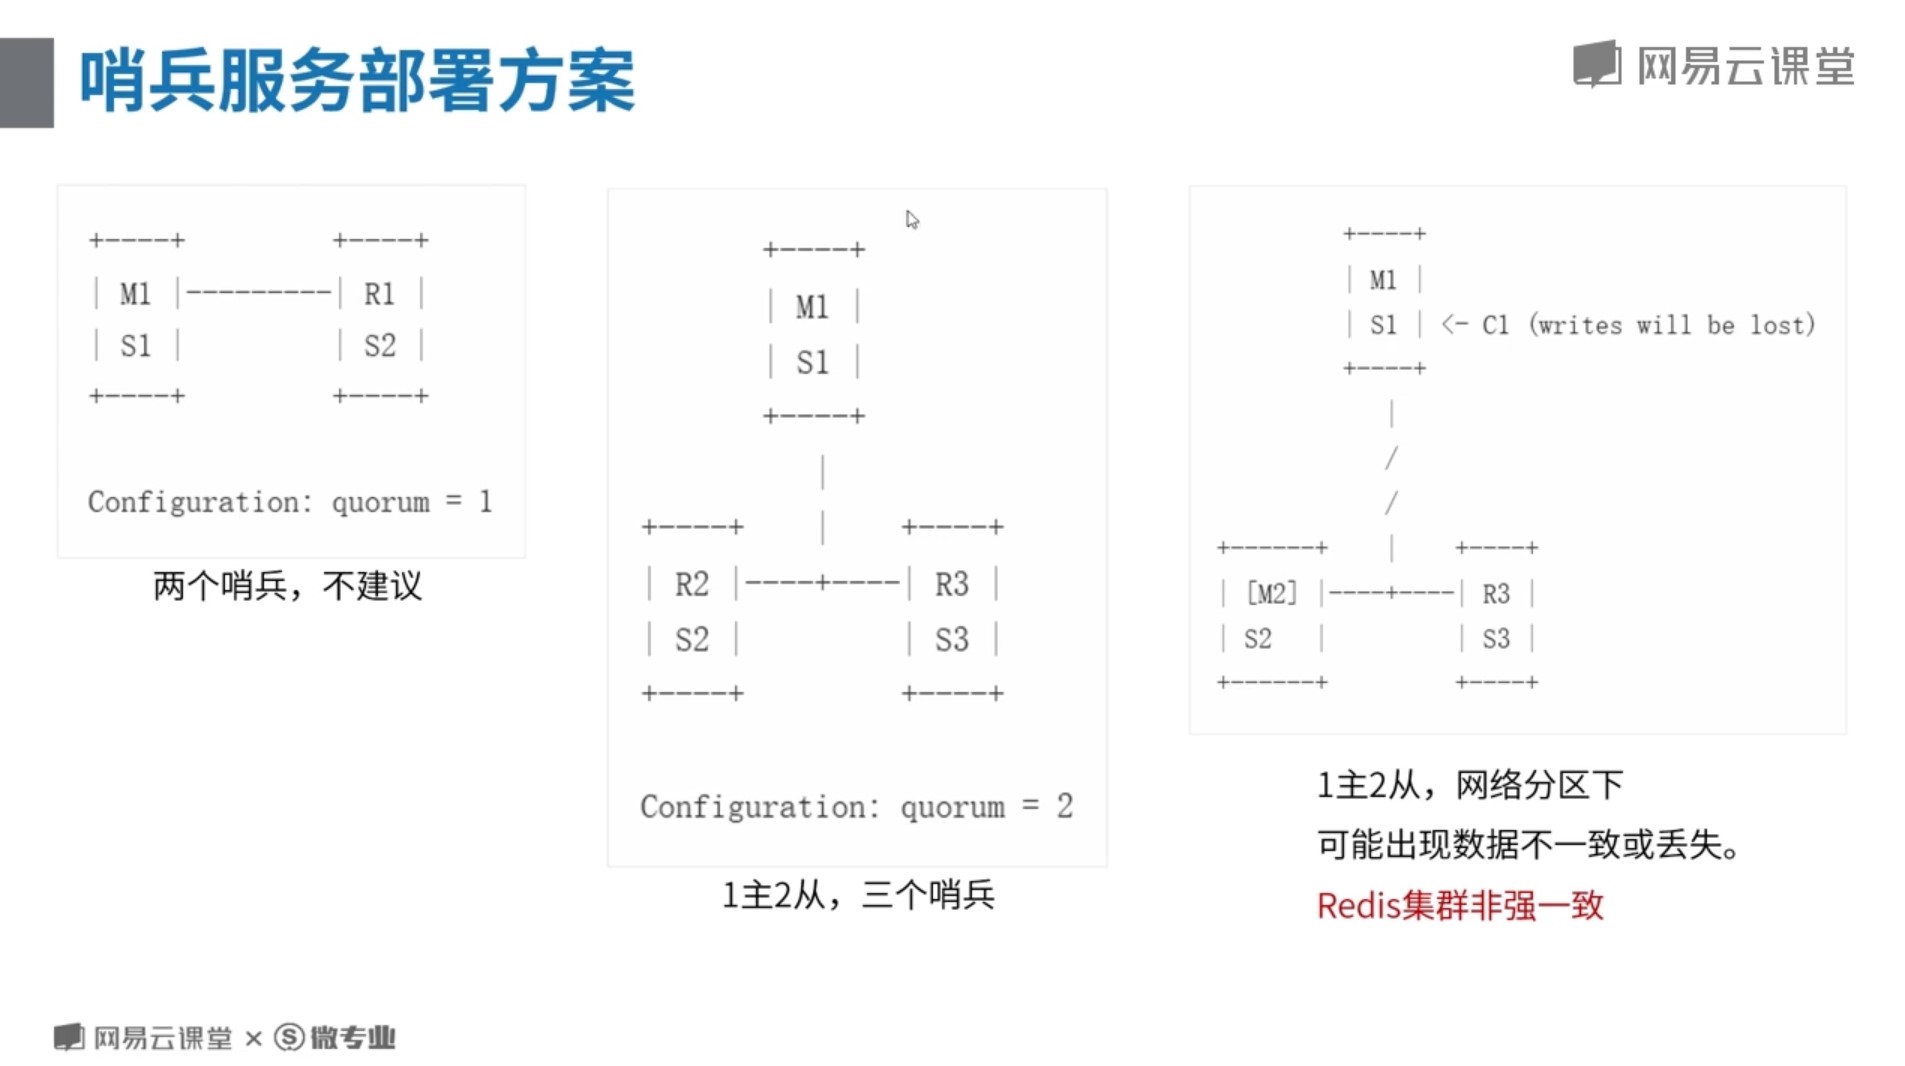 哨兵服务部署方案
网易云课堂
+----+ +----+
| M1 |---------| R1 |
| S1 | | S2 |
+----+ +----+
Configuration: quorum = 1
两个哨兵，不建议
+----+
| M1 |
| S1 |
+----+
|
|
+----+ | +----+
| R2 |----+----| R3 |
| S2 | | S3 |
+----+ +----+
Configuration: quorum = 2
1主2从，三个哨兵
+----+
| M1 |
| S1 | <- C1 (writes will be lost)
+----+
|
/
/
+------+ | +----+
| [M2] |----+----| R3 |
| S2 | | S3 |
+------+ +----+
1主2从，网络分区下
可能出现数据不一致或丢失。
Redis集群非强一致
网易云课堂 × S 微专业